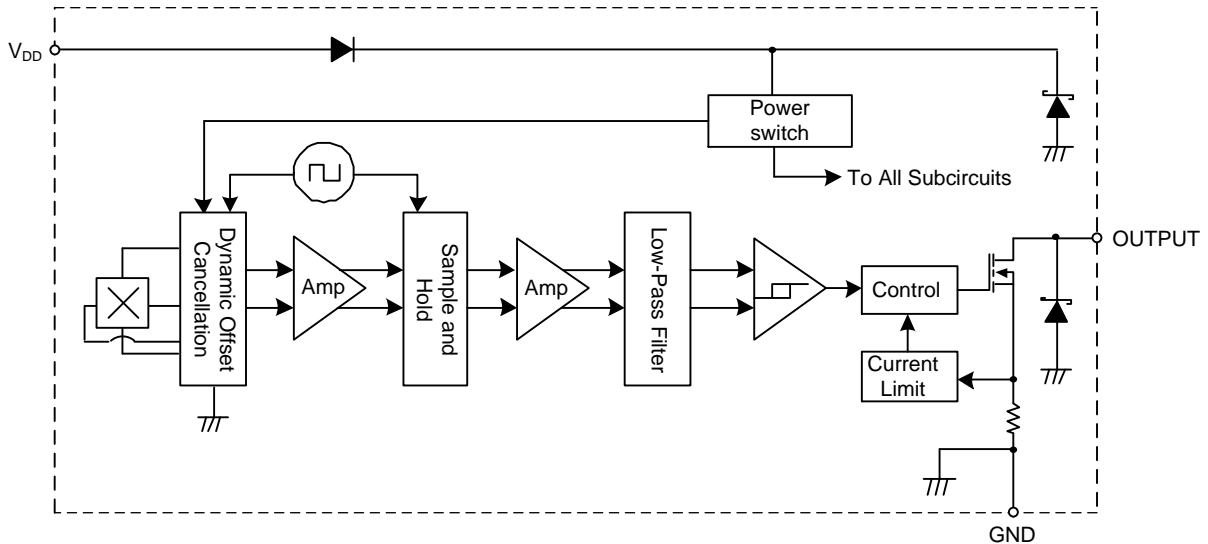 VDD
Power
switch
To All Subcircuits
Dynamic Offset
Cancellation
Amp
Sample and
Hold
Amp
Low-Pass Filter
Control
Current
Limit
OUTPUT
GND